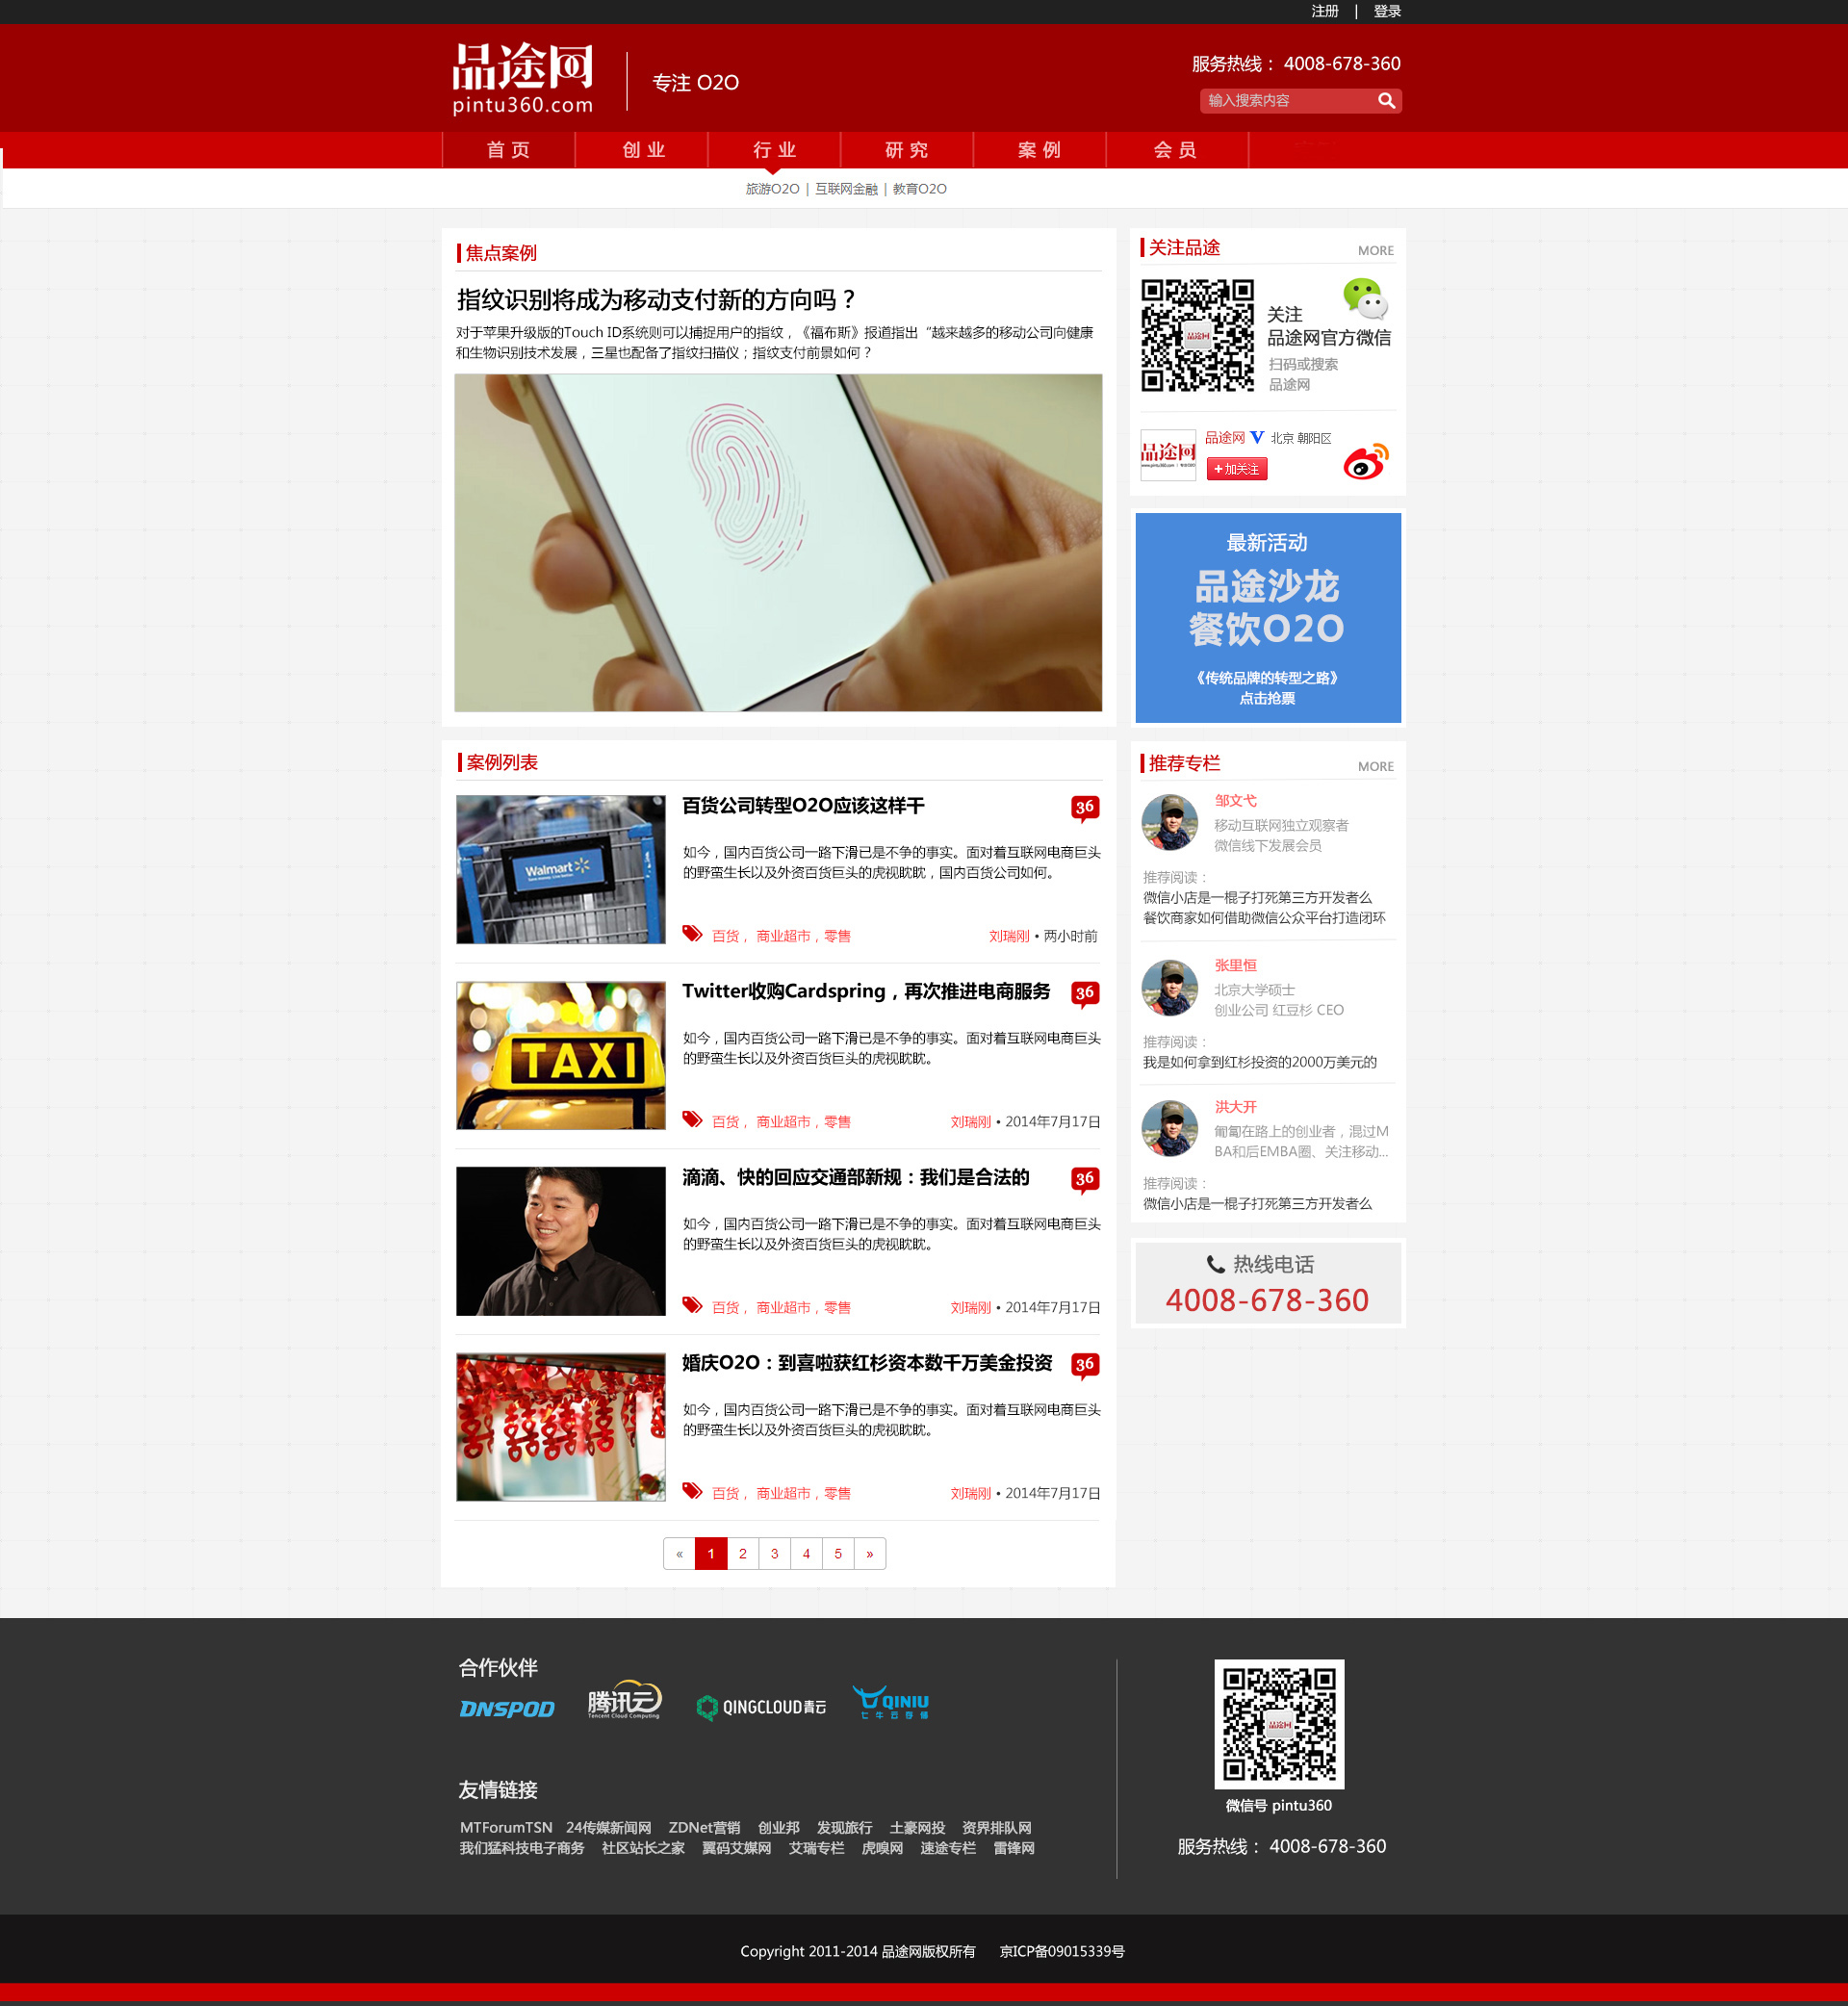 注册 | 登录
品途网
pintu360.com
专注 O2O
服务热线： 4008-678-360
输入搜索内容
首页 创业 行业 研究 案例 会员
旅游O2O | 互联网金融 | 教育O2O
焦点案例
指纹识别将成为移动支付新的方向吗？
对于苹果升级版的Touch ID系统则可以捕捉用户的指纹，《福布斯》报道指出“越来越多的移动公司向健康
和生物识别技术发展，三星也配备了指纹扫描仪；指纹支付前景如何？
关注品途
MORE
品途网
关注
品途网官方微信
扫码或搜索
品途网
品途网
品途网 V 北京 朝阳区
+加关注
最新活动
品途沙龙
餐饮O2O
《传统品牌的转型之路》
点击抢票
案例列表
Walmart
百货公司转型O2O应该这样干
36
如今，国内百货公司一路下滑已是不争的事实。面对着互联网电商巨头
的野蛮生长以及外资百货巨头的虎视眈眈，国内百货公司如何。
百货， 商业超市，零售
刘瑞刚 • 两小时前
TAXI
Twitter收购Cardspring，再次推进电商服务
36
如今，国内百货公司一路下滑已是不争的事实。面对着互联网电商巨头
的野蛮生长以及外资百货巨头的虎视眈眈。
百货， 商业超市，零售
刘瑞刚 • 2014年7月17日
滴滴、快的回应交通部新规：我们是合法的
36
如今，国内百货公司一路下滑已是不争的事实。面对着互联网电商巨头
的野蛮生长以及外资百货巨头的虎视眈眈。
百货， 商业超市，零售
刘瑞刚 • 2014年7月17日
婚庆O2O：到喜啦获红杉资本数千万美金投资
36
如今，国内百货公司一路下滑已是不争的事实。面对着互联网电商巨头
的野蛮生长以及外资百货巨头的虎视眈眈。
百货， 商业超市，零售
刘瑞刚 • 2014年7月17日
« 1 2 3 4 5 »
推荐专栏
MORE
邹文弋
移动互联网独立观察者
微信线下发展会员
推荐阅读：
微信小店是一棍子打死第三方开发者么
餐饮商家如何借助微信公众平台打造闭环
张里恒
北京大学硕士
创业公司 红豆杉 CEO
推荐阅读：
我是如何拿到红杉投资的2000万美元的
洪大开
匍匐在路上的创业者，混过M
BA和后EMBA圈、关注移动...
推荐阅读：
微信小店是一棍子打死第三方开发者么
热线电话
4008-678-360
合作伙伴
DNSPOD
腾讯云
Tencent Cloud Computing
QINGCLOUD青云
QINIU
七牛云存储
友情链接
MTForumTSN 24传媒新闻网 ZDNet营销 创业邦 发现旅行 土豪网投 资界排队网
我们猛科技电子商务 社区站长之家 翼码艾媒网 艾瑞专栏 虎嗅网 速途专栏 雷锋网
品途网
微信号 pintu360
服务热线： 4008-678-360
Copyright 2011-2014 品途网版权所有 京ICP备09015339号